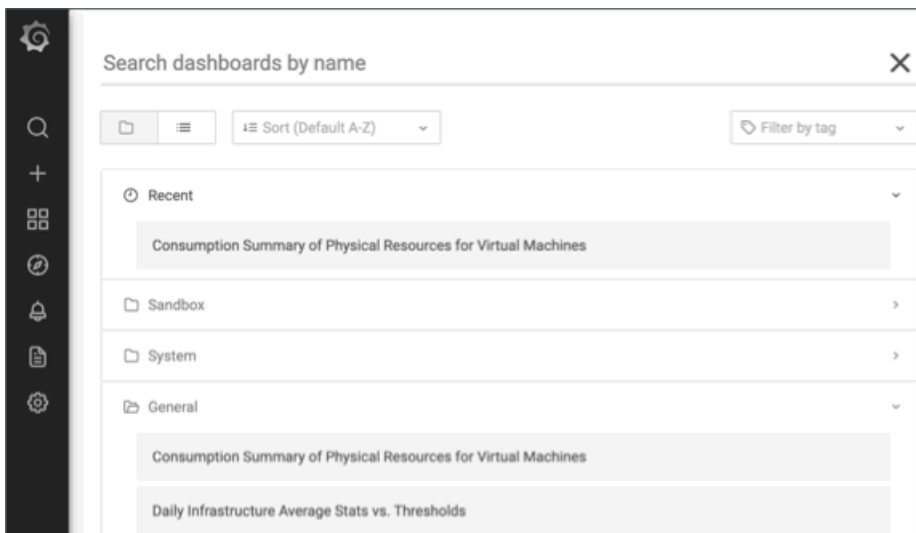 Search dashboards by name
Sort (Default A-Z)
Filter by tag
Recent
Consumption Summary of Physical Resources for Virtual Machines
Sandbox
System
General
Consumption Summary of Physical Resources for Virtual Machines
Daily Infrastructure Average Stats vs. Thresholds